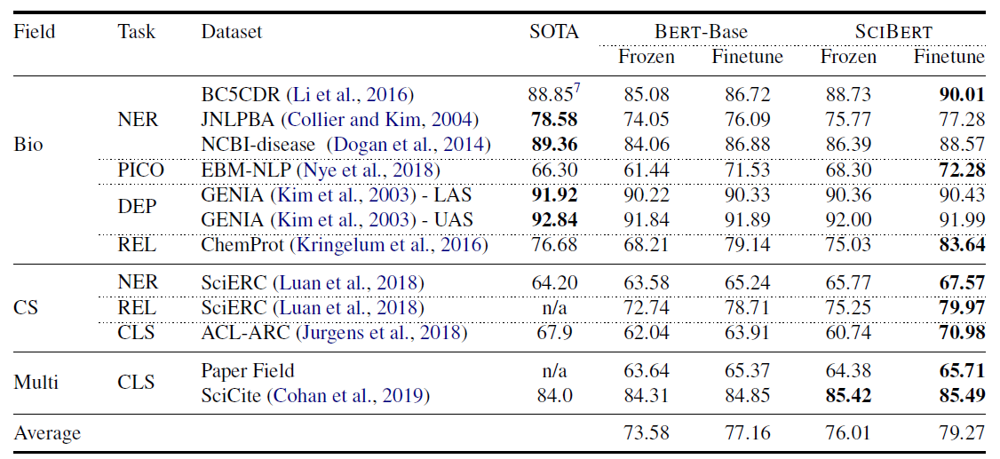 Field Task Dataset SOTA BERT-Base SCIBERT
Frozen Finetune Frozen Finetune
BC5CDR (Li et al., 2016) 88.857 85.08 86.72 88.73 90.01
NER JNLPBA (Collier and Kim, 2004) 78.58 74.05 76.09 75.77 77.28
Bio NCBI-disease (Dogan et al., 2014) 89.36 84.06 86.88 86.39 88.57
PICO EBM-NLP (Nye et al., 2018) 66.30 61.44 71.53 68.30 72.28
DEP GENIA (Kim et al., 2003) - LAS 91.92 90.22 90.33 90.36 90.43
GENIA (Kim et al., 2003) - UAS 92.84 91.84 91.89 92.00 91.99
REL ChemProt (Kringelum et al., 2016) 76.68 68.21 79.14 75.03 83.64
NER SciERC (Luan et al., 2018) 64.20 63.58 65.24 65.77 67.57
CS REL SciERC (Luan et al., 2018) n/a 72.74 78.71 75.25 79.97
CLS ACL-ARC (Jurgens et al., 2018) 67.9 62.04 63.91 60.74 70.98
Multi CLS Paper Field n/a 63.64 65.37 64.38 65.71
SciCite (Cohan et al., 2019) 84.0 84.31 84.85 85.42 85.49
Average 73.58 77.16 76.01 79.27